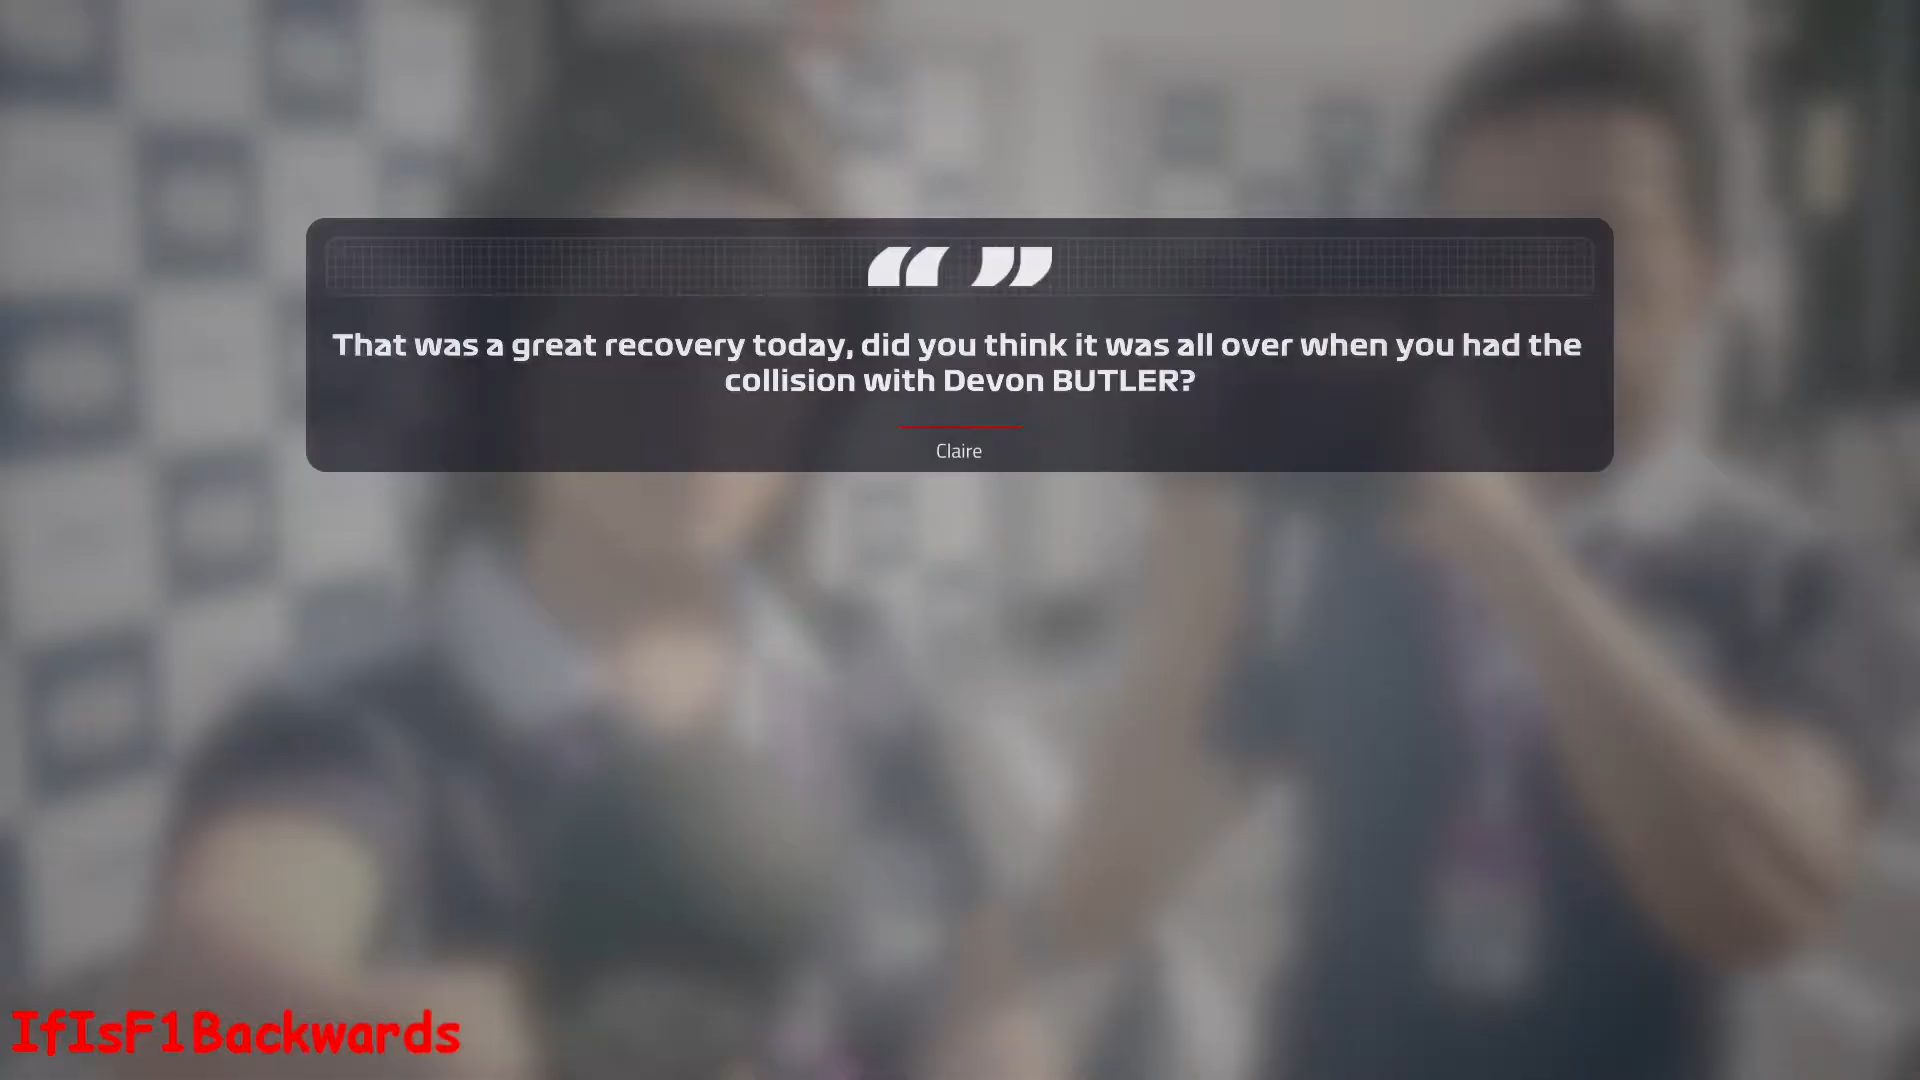 That was a great recovery today, did you think it was all over when you had the
collision with Devon BUTLER?
Claire
IfIsF1Backwards